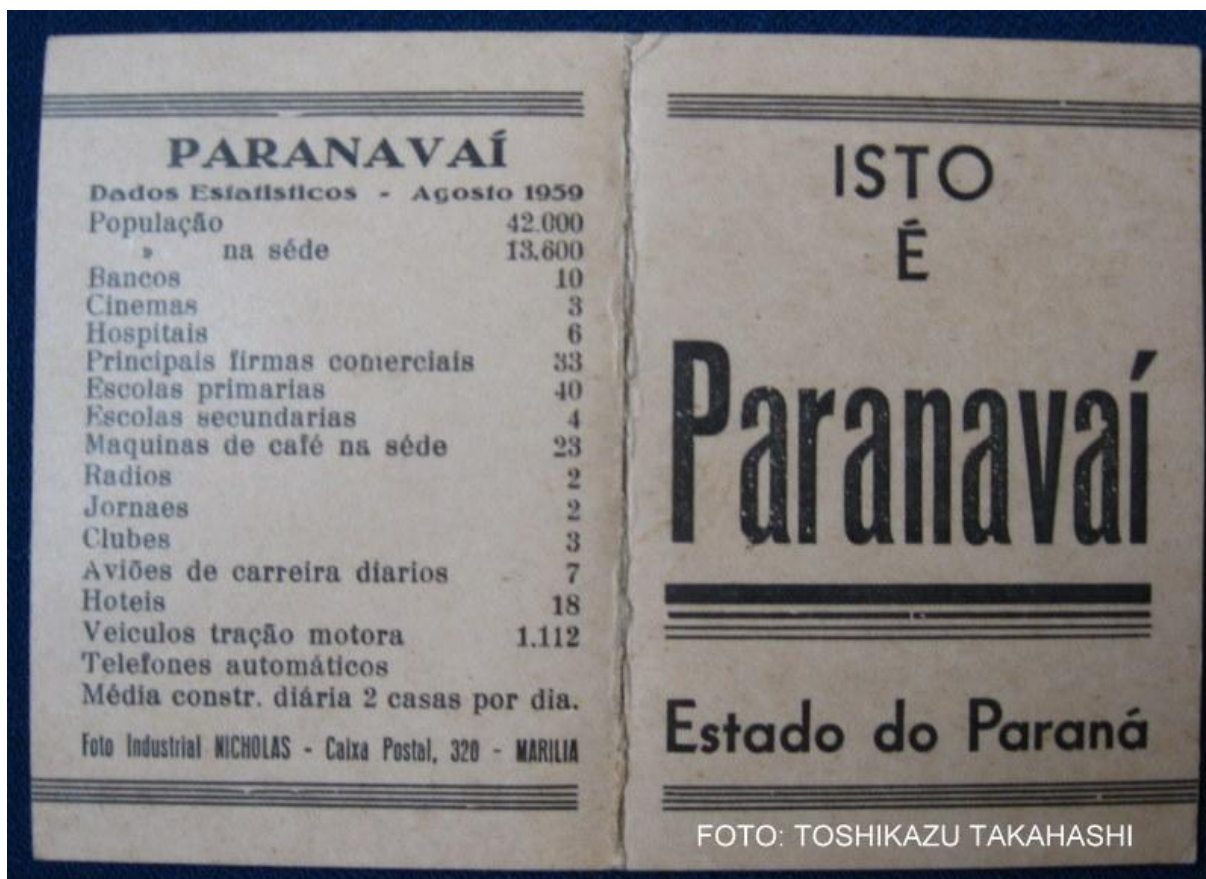 PARANAVAÍ
Dados Estatisticos - Agosto 1959
População 42.000
» na séde 13.600
Bancos 10
Cinemas 3
Hospitais 6
Principais firmas comerciais 33
Escolas primarias 40
Escolas secundarias 4
Maquinas de café na séde 23
Radios 2
Jornaes 2
Clubes 3
Aviões de carreira diarios 7
Hoteis 18
Veiculos tração motora 1.112
Telefones automáticos
Média constr. diária 2 casas por dia.
Foto Industrial NICHOLAS - Caixa Postal, 320 - MARILIA
ISTO
É
Paranavaí
Estado do Paraná
FOTO: TOSHIKAZU TAKAHASHI